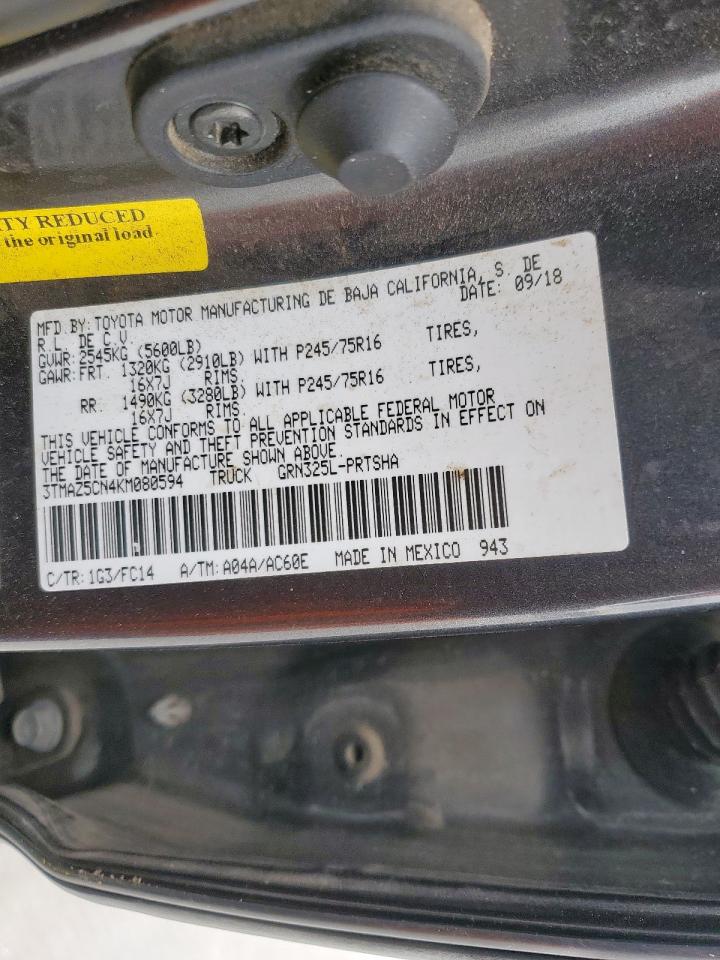 TY REDUCED
the original load
MFD.BY: TOYOTA MOTOR MANUFACTURING DE BAJA CALIFORNIA, S. DE
R.L. DE C.V. DATE: 09/18
GVWR: 2545KG (5600LB)
GAWR: FRT. 1320KG (2910LB) WITH P245/75R16 TIRES,
16X7J RIMS.
RR. 1490KG (3280LB) WITH P245/75R16 TIRES,
16X7J RIMS.
THIS VEHICLE CONFORMS TO ALL APPLICABLE FEDERAL MOTOR
VEHICLE SAFETY AND THEFT PREVENTION STANDARDS IN EFFECT ON
THE DATE OF MANUFACTURE SHOWN ABOVE.
3TMAZ5CN4KM080594 TRUCK GRN325L-PRTSHA
C/TR: 1G3/FC14 A/TM: A04A/AC60E MADE IN MEXICO 943